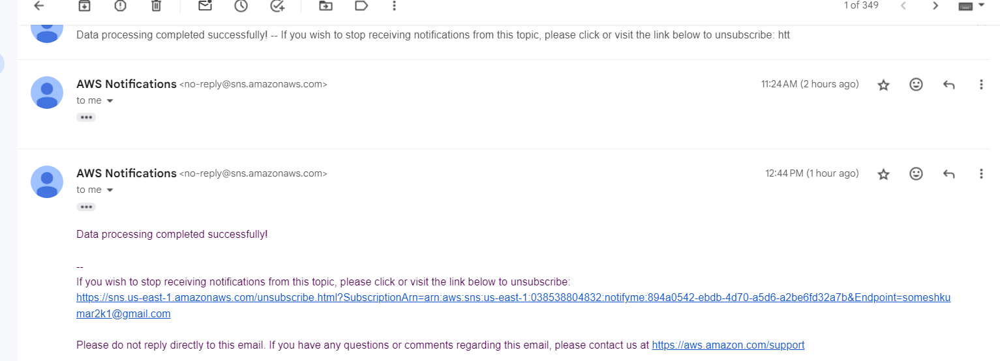 1 of 349
Data processing completed successfully! -- If you wish to stop receiving notifications from this topic, please click or visit the link below to unsubscribe: htt
AWS Notifications <no-reply@sns.amazonaws.com>
11:24 AM (2 hours ago)
to me
AWS Notifications <no-reply@sns.amazonaws.com>
12:44 PM (1 hour ago)
to me
Data processing completed successfully!
--
If you wish to stop receiving notifications from this topic, please click or visit the link below to unsubscribe:
https://sns.us-east-1.amazonaws.com/unsubscribe.html?SubscriptionArn=arn:aws:sns:us-east-1:038538804832:notifyme:894a0542-ebdb-4d70-a5d6-a2be6fd32a7b&Endpoint=someshku
mar2k1@gmail.com
Please do not reply directly to this email. If you have any questions or comments regarding this email, please contact us at https://aws.amazon.com/support